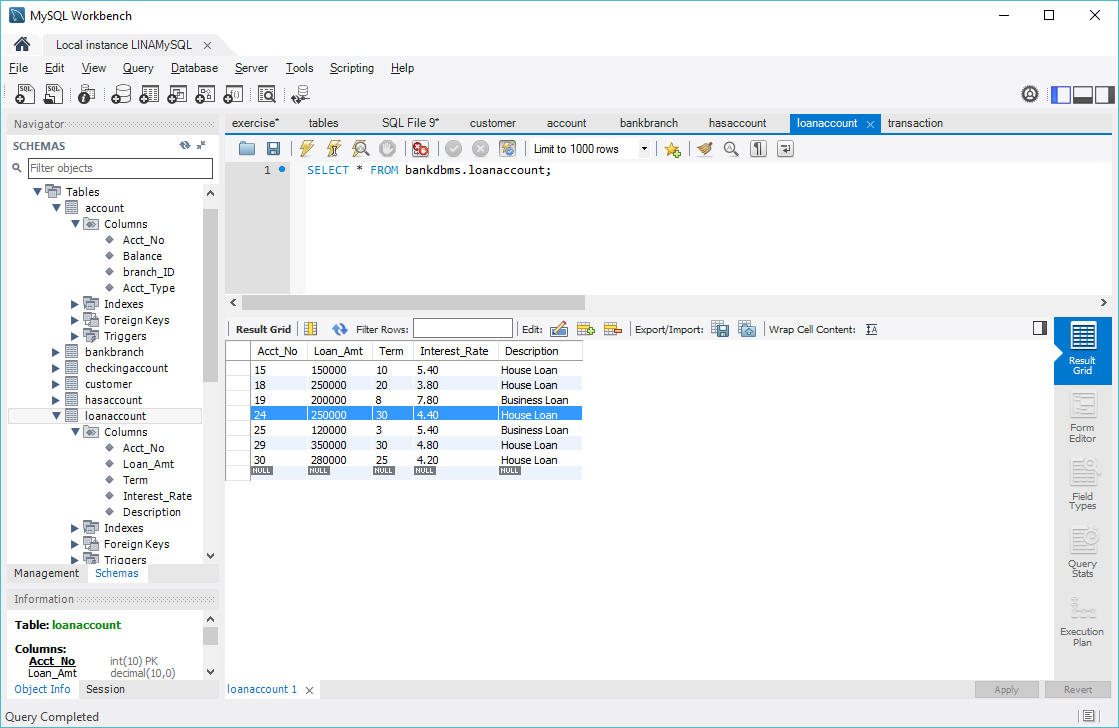 MySQL Workbench
Local instance LINAMySQL
File Edit View Query Database Server Tools Scripting Help
Navigator
SCHEMAS
Filter objects
Tables
account
Columns
Acct_No
Balance
branch_ID
Acct_Type
Indexes
Foreign Keys
Triggers
bankbranch
checkingaccount
customer
hasaccount
loanaccount
Columns
Acct_No
Loan_Amt
Term
Interest_Rate
Description
Indexes
Foreign Keys
Triggers
Management Schemas
Information
Table: loanaccount
Columns:
Acct_No int(10) PK
Loan_Amt decimal(10,0)
Object Info Session
exercise* tables SQL File 9* customer account bankbranch hasaccount loanaccount transaction
Limit to 1000 rows
1 SELECT * FROM bankdbms.loanaccount;
Result Grid Filter Rows: Edit: Export/Import: Wrap Cell Content: IA
Acct_No Loan_Amt Term Interest_Rate Description
15 150000 10 5.40 House Loan
18 250000 20 3.80 House Loan
19 200000 8 7.80 Business Loan
24 250000 30 4.40 House Loan
25 120000 3 5.40 Business Loan
29 350000 30 4.80 House Loan
30 280000 25 4.20 House Loan
NULL NULL NULL NULL NULL
Result
Grid
Form
Editor
Field
Types
Query
Stats
Execution
Plan
loanaccount 1
Apply Revert
Query Completed